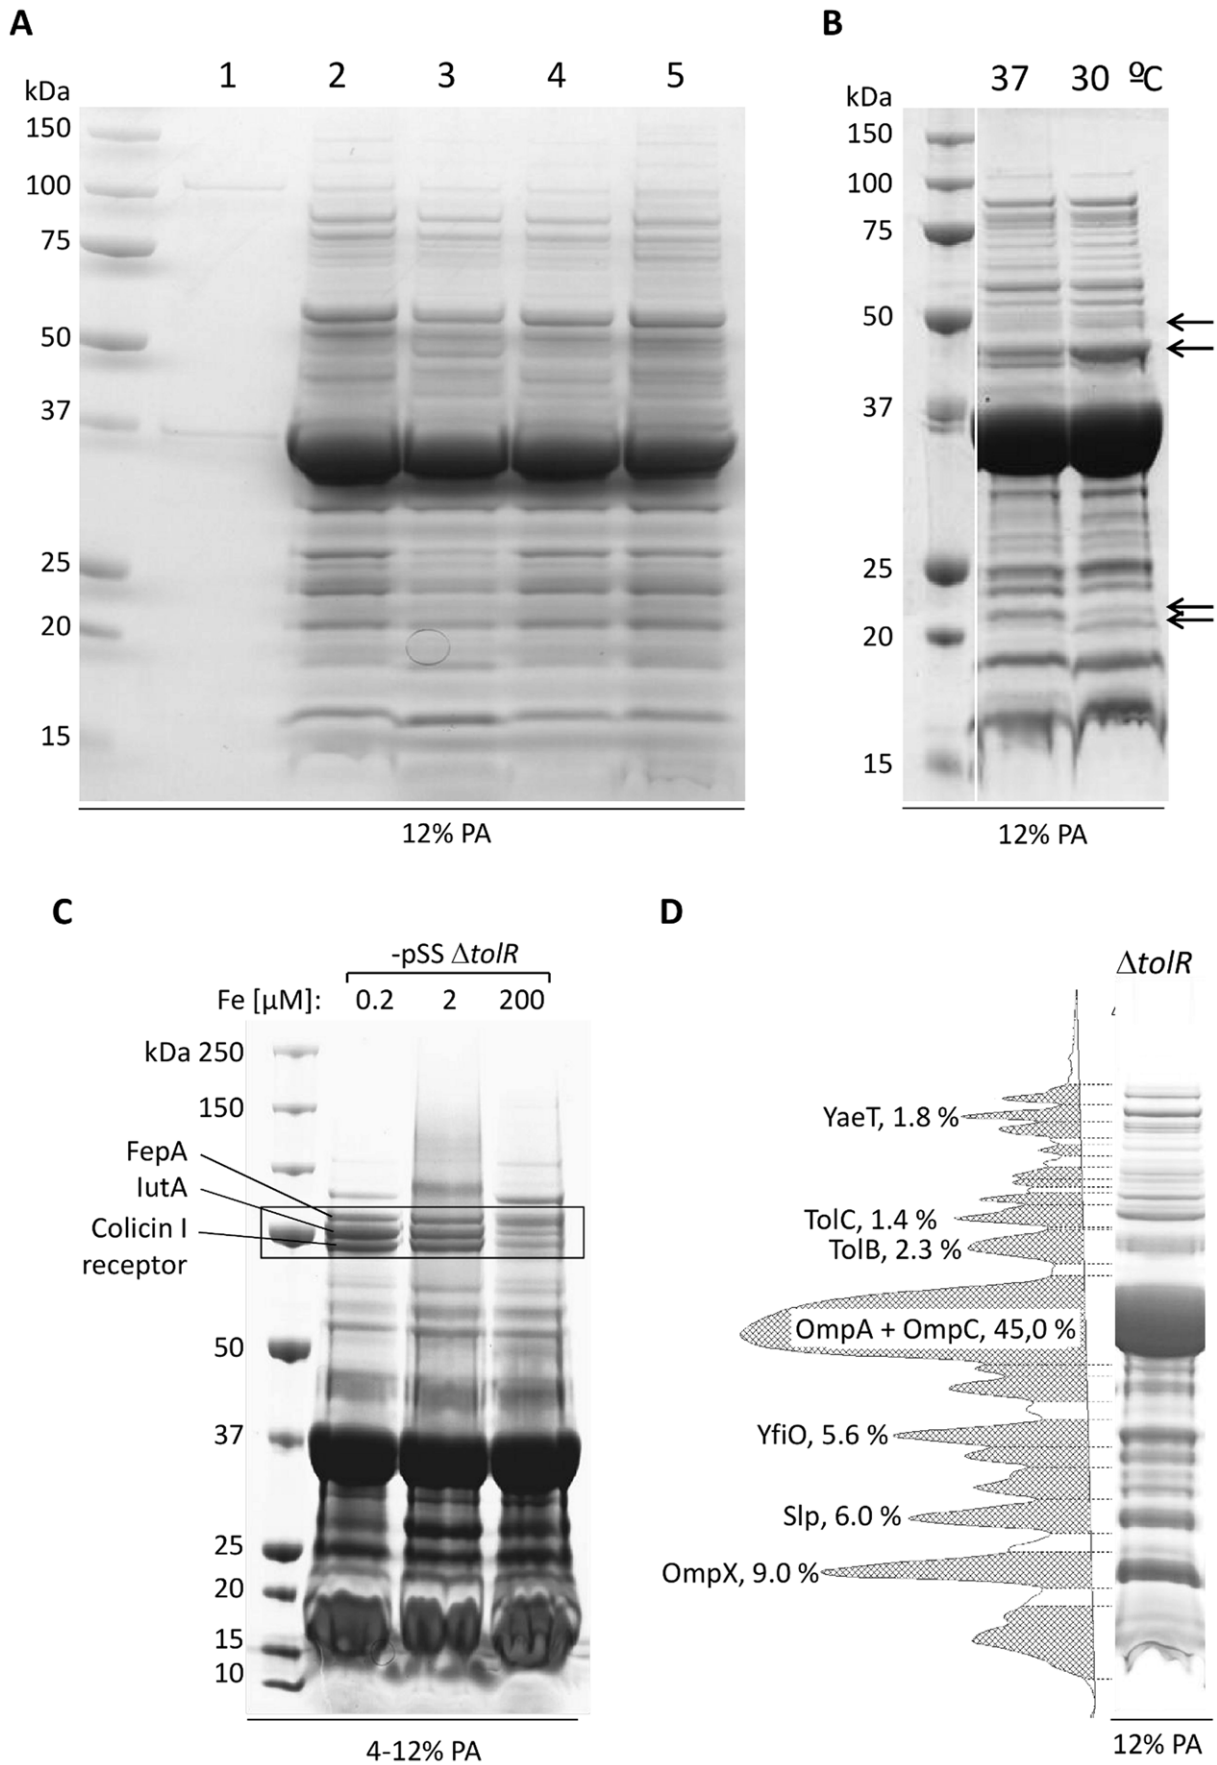 A
1 2 3 4 5
kDa
150
100
75
50
37
25
20
15
12% PA
B
37 30 ºC
kDa
150
100
75
50
37
25
20
15
12% PA
C
-pSS ΔtolR
Fe [µM]: 0.2 2 200
kDa 250
150
FepA
IutA
Colicin I
receptor
50
37
25
20
15
10
4-12% PA
D
ΔtolR
YaeT, 1.8 %
TolC, 1.4 %
TolB, 2.3 %
OmpA + OmpC, 45,0 %
YfiO, 5.6 %
Slp, 6.0 %
OmpX, 9.0 %
12% PA